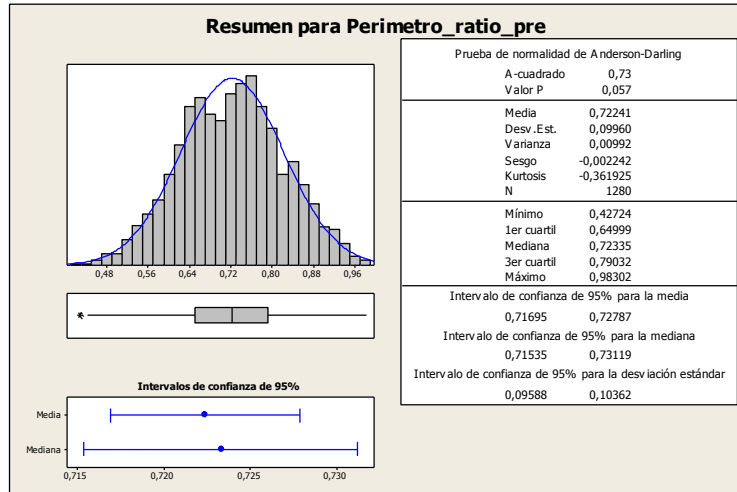 Resumen para Perimetro_ratio_pre
0,48 0,56 0,64 0,72 0,80 0,88 0,96
Intervalos de confianza de 95%
Media
Mediana
0,715 0,720 0,725 0,730
Prueba de normalidad de Anderson-Darling
A-cuadrado 0,73
Valor P 0,057
Media 0,72241
Desv.Est. 0,09960
Varianza 0,00992
Sesgo -0,002242
Kurtosis -0,361925
N 1280
Mínimo 0,42724
1er cuartil 0,64999
Mediana 0,72335
3er cuartil 0,79032
Máximo 0,98302
Intervalo de confianza de 95% para la media
0,71695 0,72787
Intervalo de confianza de 95% para la mediana
0,71535 0,73119
Intervalo de confianza de 95% para la desviación estándar
0,09588 0,10362